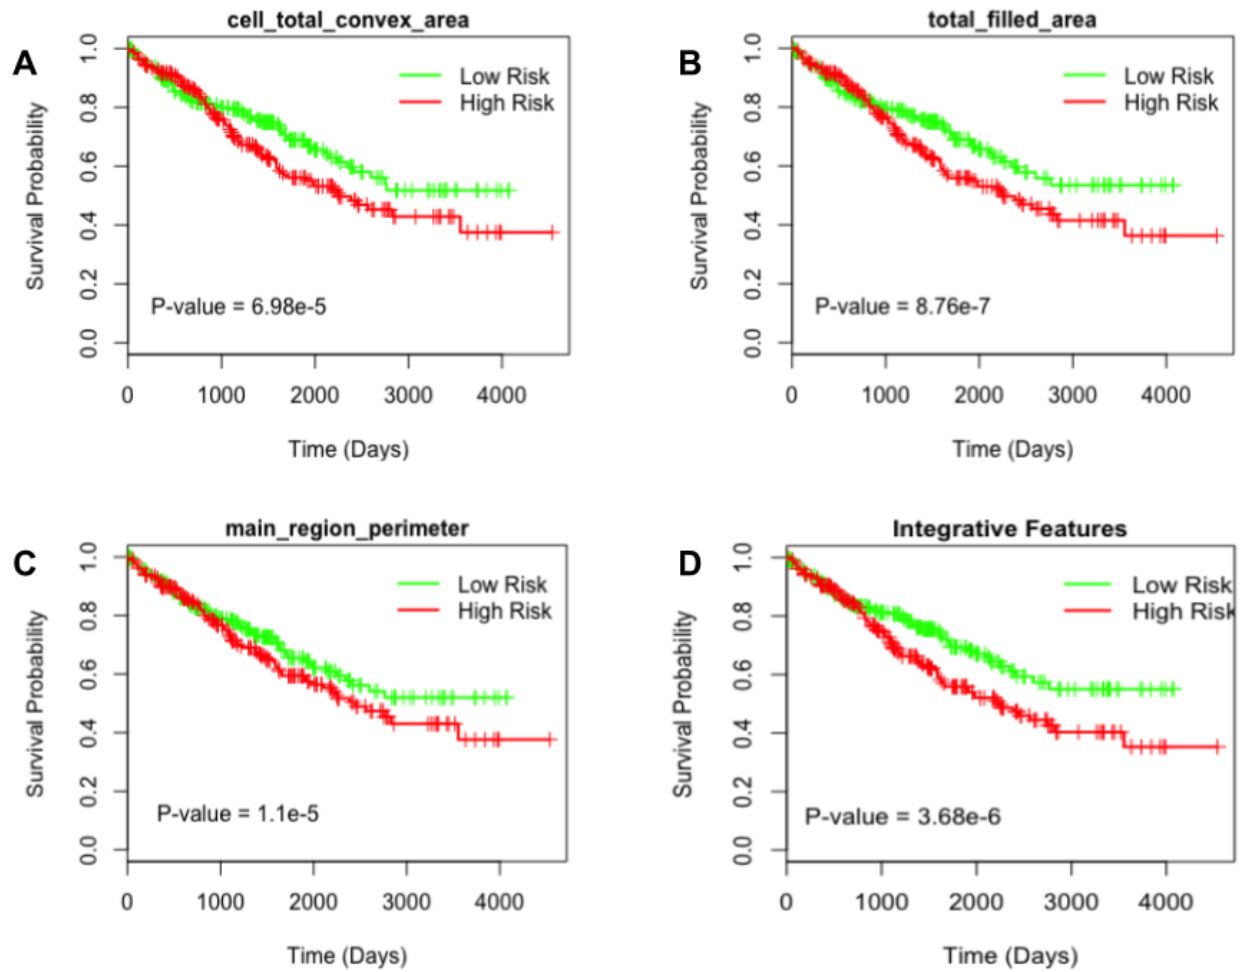 cell_total_convex_area
A
Low Risk
High Risk
Survival Probability
0.0 0.2 0.4 0.6 0.8 1.0
P-value = 6.98e-5
0 1000 2000 3000 4000
Time (Days)
total_filled_area
B
Low Risk
High Risk
Survival Probability
0.0 0.2 0.4 0.6 0.8 1.0
P-value = 8.76e-7
0 1000 2000 3000 4000
Time (Days)
main_region_perimeter
C
Low Risk
High Risk
Survival Probability
0.0 0.2 0.4 0.6 0.8 1.0
P-value = 1.1e-5
0 1000 2000 3000 4000
Time (Days)
Integrative Features
D
Low Risk
High Risk
Survival Probability
0.0 0.2 0.4 0.6 0.8 1.0
P-value = 3.68e-6
0 1000 2000 3000 4000
Time (Days)